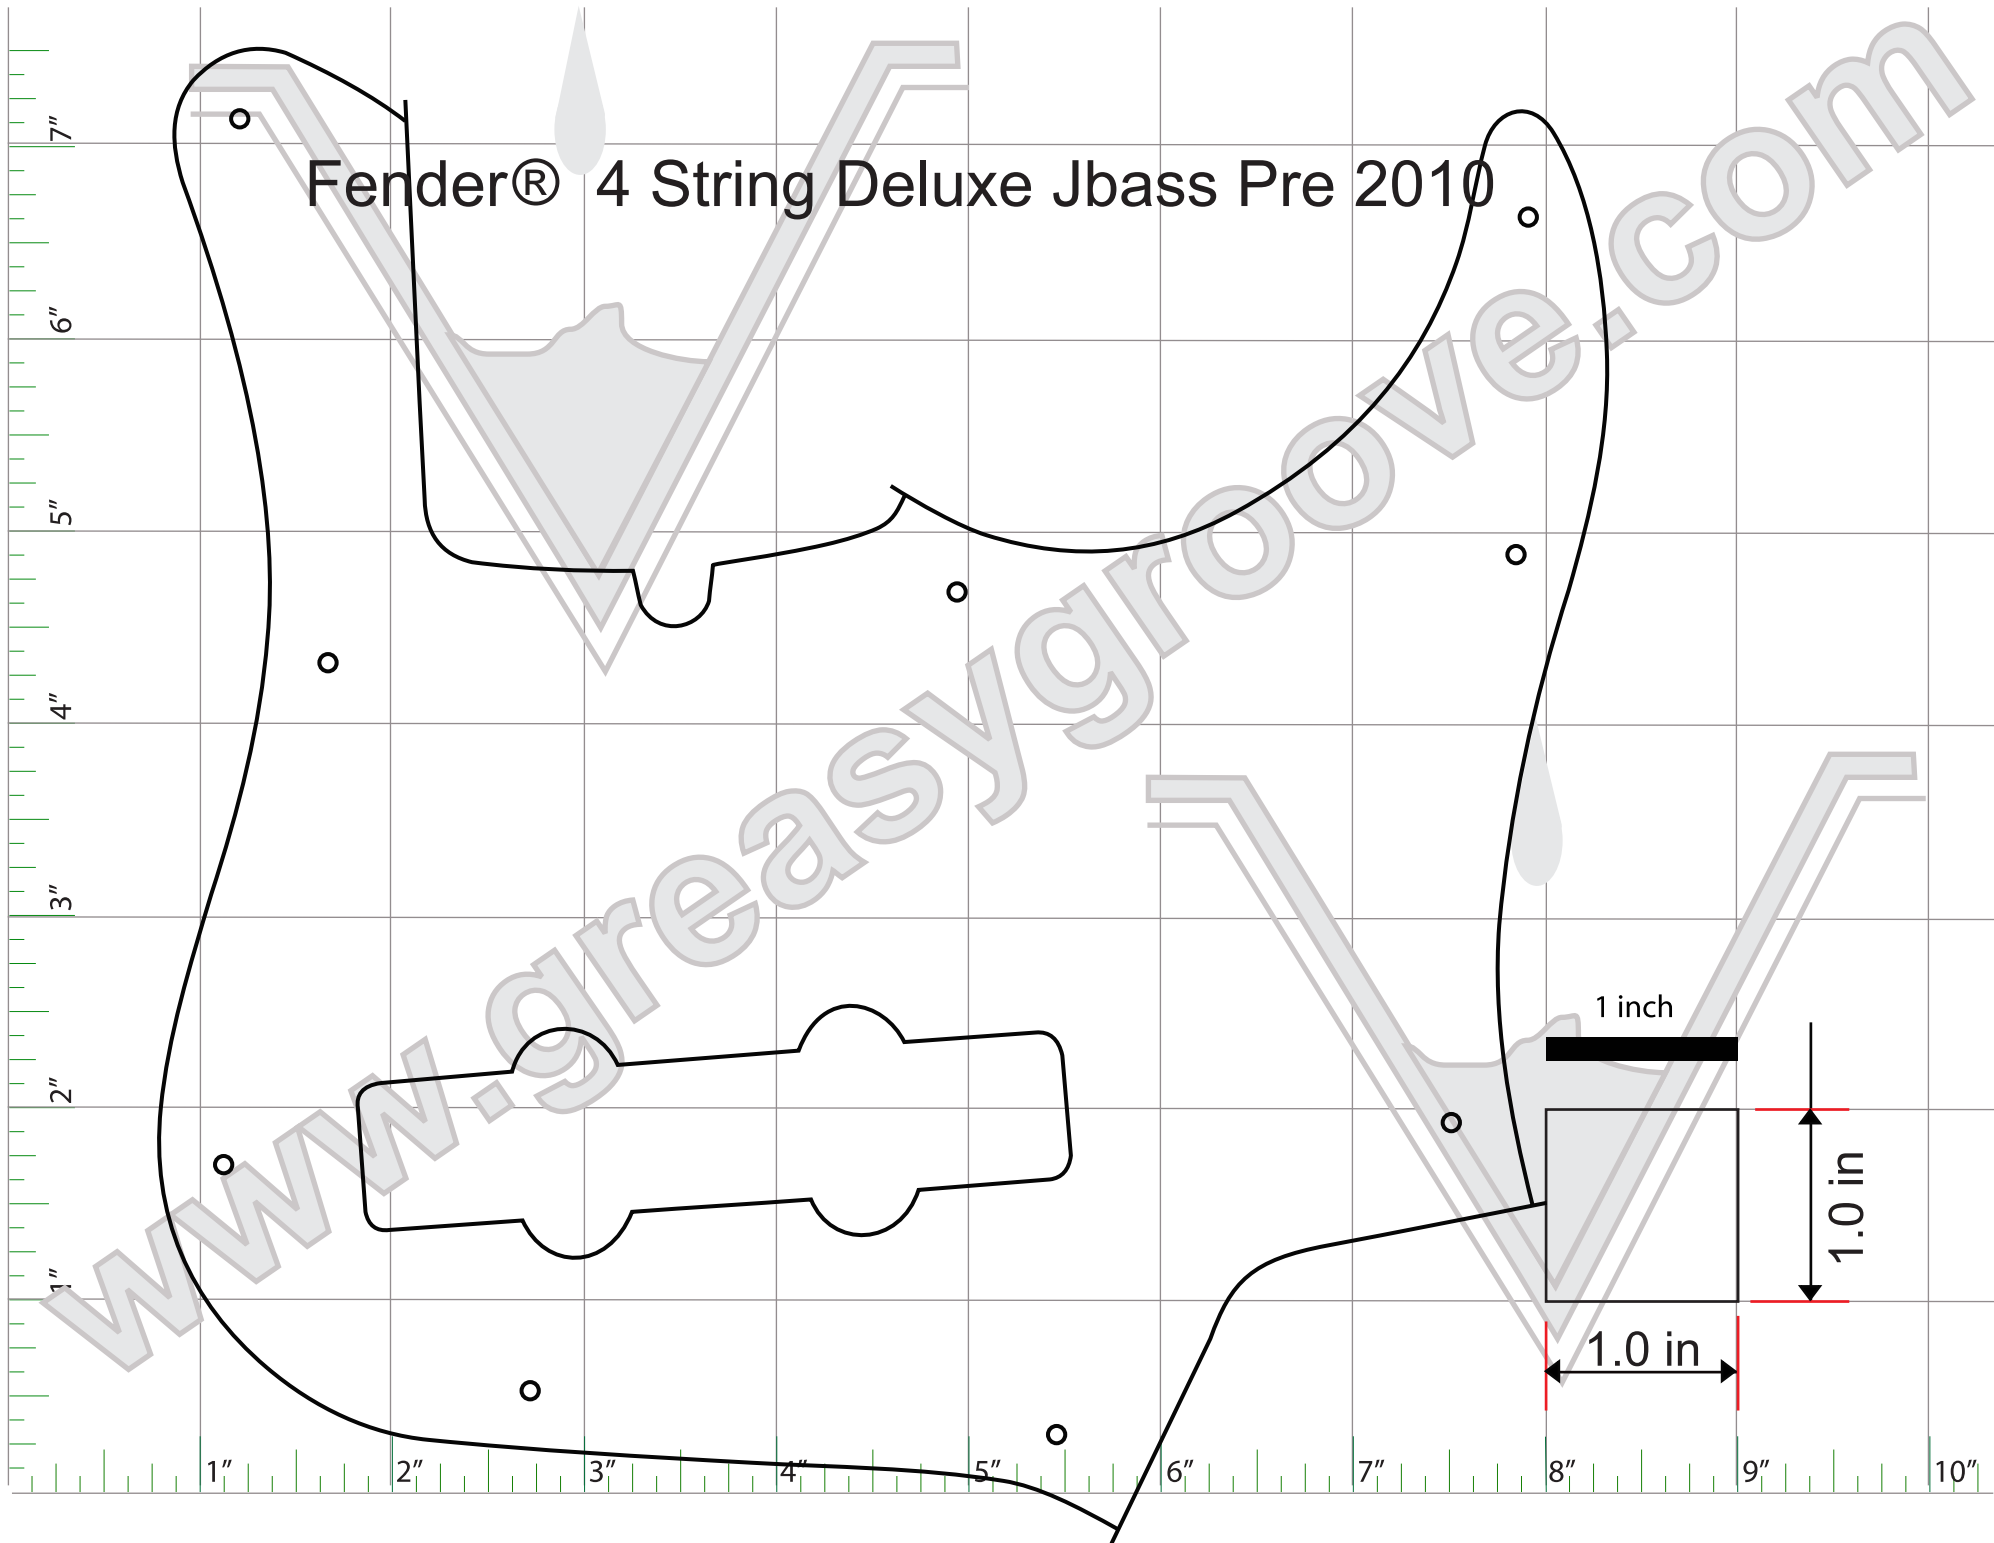 Fender® 4 String Deluxe Jbass Pre 2010
www.greasygroove.com
7”
6”
5”
4”
3”
2”
1”
1 inch
1.0 in
1.0 in
1” 2” 3” 4” 5” 6” 7” 8” 9” 10”